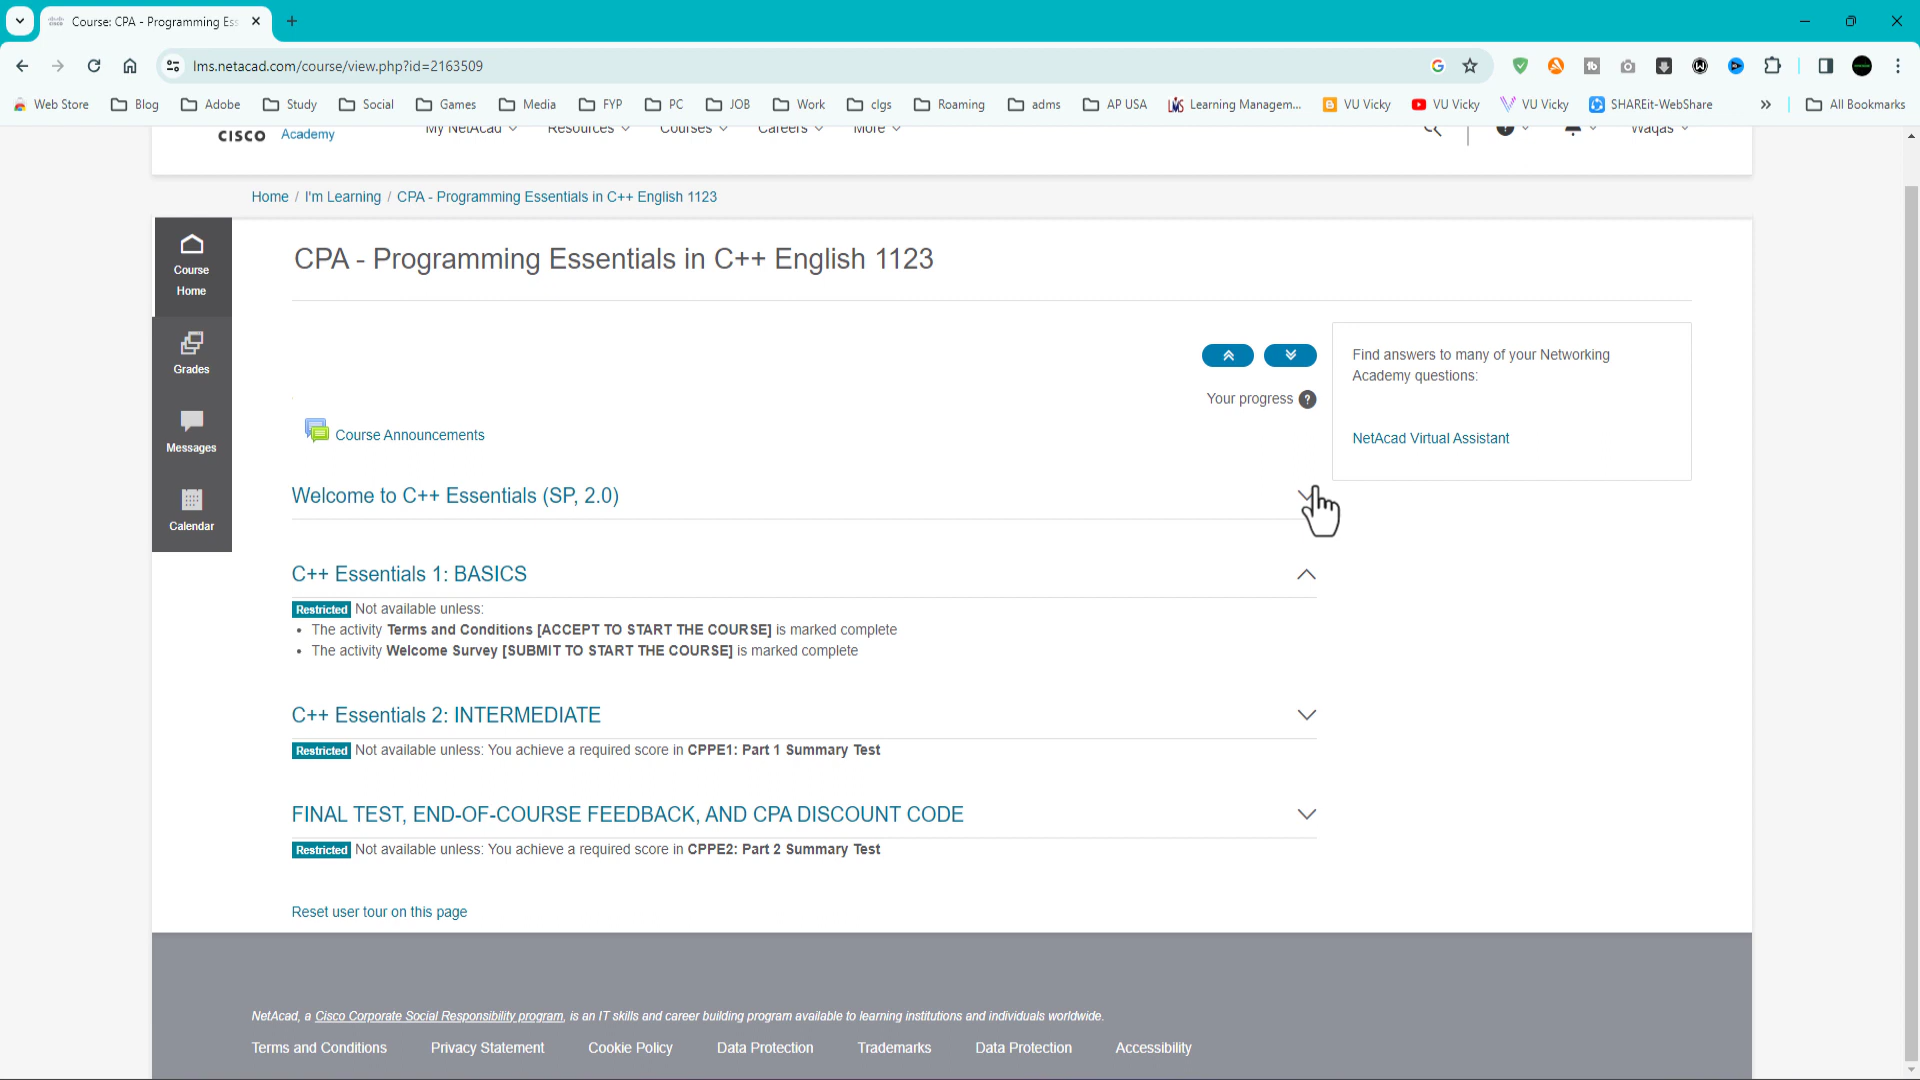 Course: CPA - Programming Ess
lms.netacad.com/course/view.php?id=2163509
Web Store
Blog
Adobe
Study
Social
Games
Media
FYP
PC
JOB
Work
clgs
Roaming
adms
AP USA
Learning Managem...
VU Vicky
VU Vicky
VU Vicky
SHAREit-WebShare
All Bookmarks
CISCO Academy
My NetAcad
Resources
Courses
Careers
More
Waqas
Home / I'm Learning / CPA - Programming Essentials in C++ English 1123
Course
Home
Grades
Messages
Calendar
CPA - Programming Essentials in C++ English 1123
Your progress ?
Find answers to many of your Networking
Academy questions:
NetAcad Virtual Assistant
Course Announcements
Welcome to C++ Essentials (SP, 2.0)
C++ Essentials 1: BASICS
Restricted Not available unless:
• The activity Terms and Conditions [ACCEPT TO START THE COURSE] is marked complete
• The activity Welcome Survey [SUBMIT TO START THE COURSE] is marked complete
C++ Essentials 2: INTERMEDIATE
Restricted Not available unless: You achieve a required score in CPPE1: Part 1 Summary Test
FINAL TEST, END-OF-COURSE FEEDBACK, AND CPA DISCOUNT CODE
Restricted Not available unless: You achieve a required score in CPPE2: Part 2 Summary Test
Reset user tour on this page
NetAcad, a Cisco Corporate Social Responsibility program, is an IT skills and career building program available to learning institutions and individuals worldwide.
Terms and Conditions
Privacy Statement
Cookie Policy
Data Protection
Trademarks
Data Protection
Accessibility